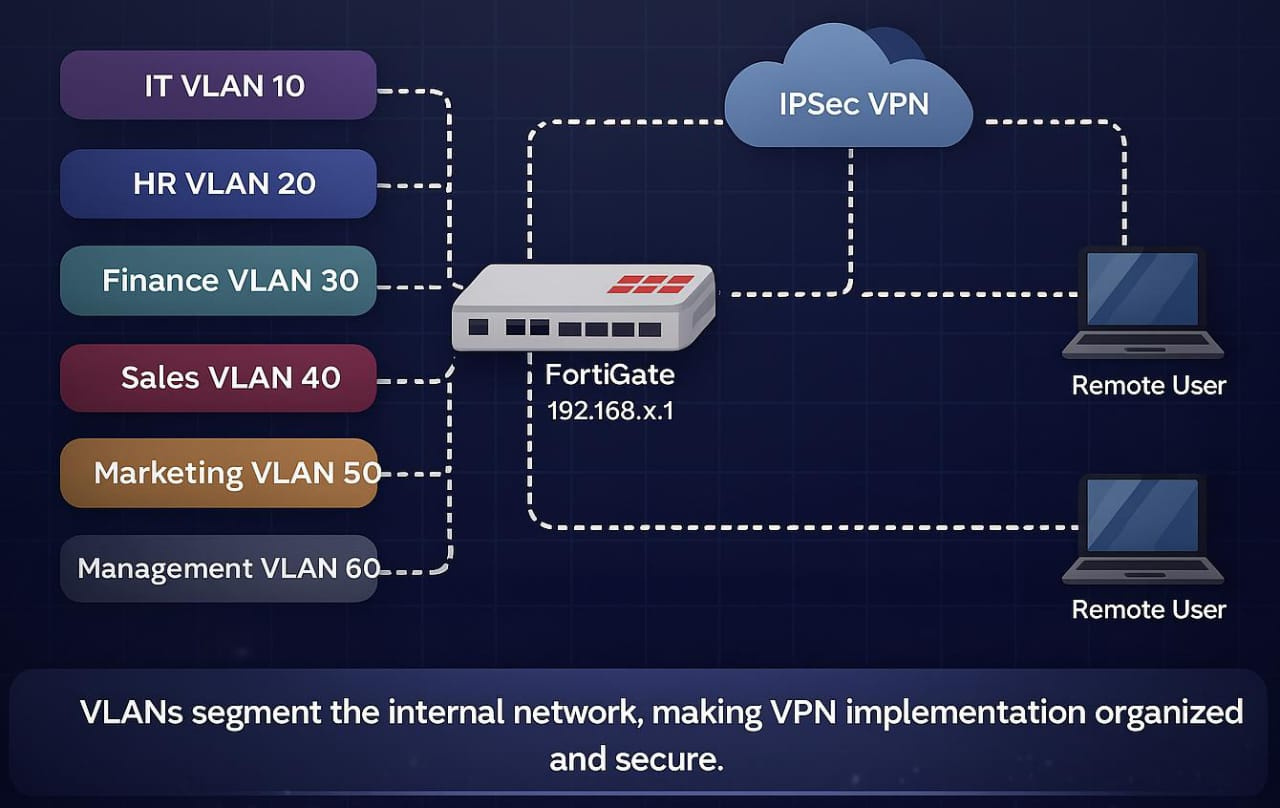 IT VLAN 10
HR VLAN 20
Finance VLAN 30
Sales VLAN 40
Marketing VLAN 50
Management VLAN 60
IPSec VPN
FortiGate
192.168.x.1
Remote User
Remote User
VLANs segment the internal network, making VPN implementation organized
and secure.